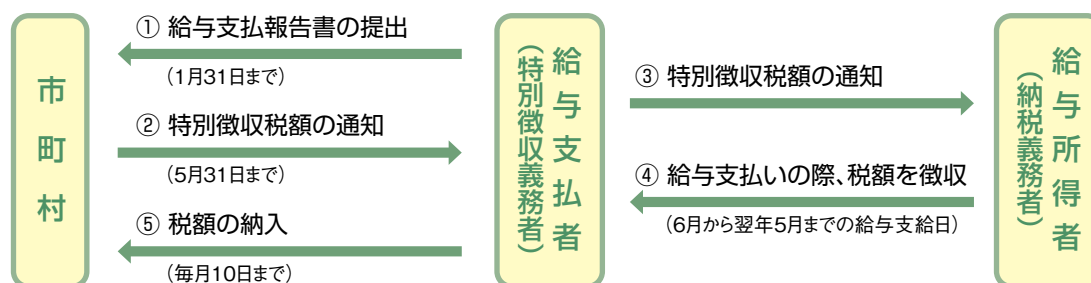 市町村
① 給与支払報告書の提出
（1月31日まで）
② 特別徴収税額の通知
（5月31日まで）
⑤ 税額の納入
（毎月10日まで）
給与支払者
（特別徴収義務者）
③ 特別徴収税額の通知
④ 給与支払いの際、税額を徴収
（6月から翌年5月までの給与支給日）
給与所得者
（納税義務者）